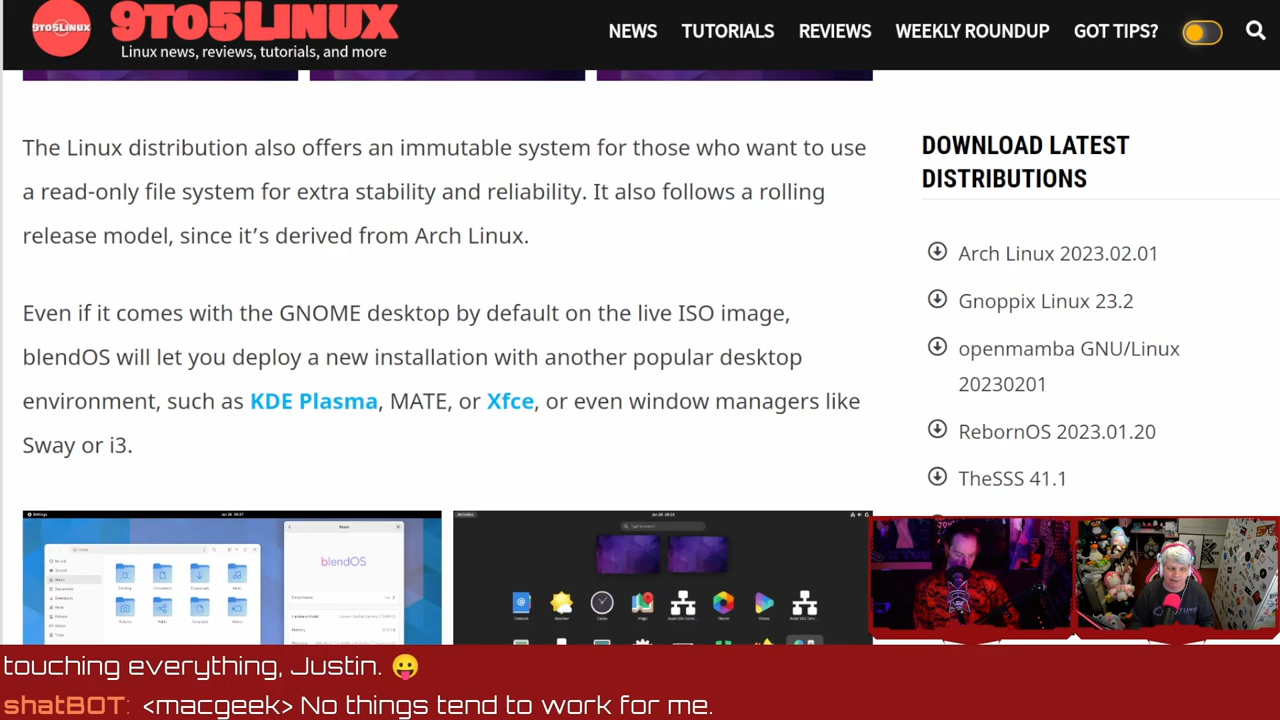 9TO5LINUX
9TO5LINUX
Linux news, reviews, tutorials, and more
NEWS
TUTORIALS
REVIEWS
WEEKLY ROUNDUP
GOT TIPS?
The Linux distribution also offers an immutable system for those who want to use
a read-only file system for extra stability and reliability. It also follows a rolling
release model, since it’s derived from Arch Linux.
Even if it comes with the GNOME desktop by default on the live ISO image,
blendOS will let you deploy a new installation with another popular desktop
environment, such as KDE Plasma, MATE, or Xfce, or even window managers like
Sway or i3.
DOWNLOAD LATEST
DISTRIBUTIONS
Arch Linux 2023.02.01
Gnoppix Linux 23.2
openmamba GNU/Linux
20230201
RebornOS 2023.01.20
TheSSS 41.1
blendOS
touching everything, Justin. 😛
shatBOT: <macgeek> No things tend to work for me.